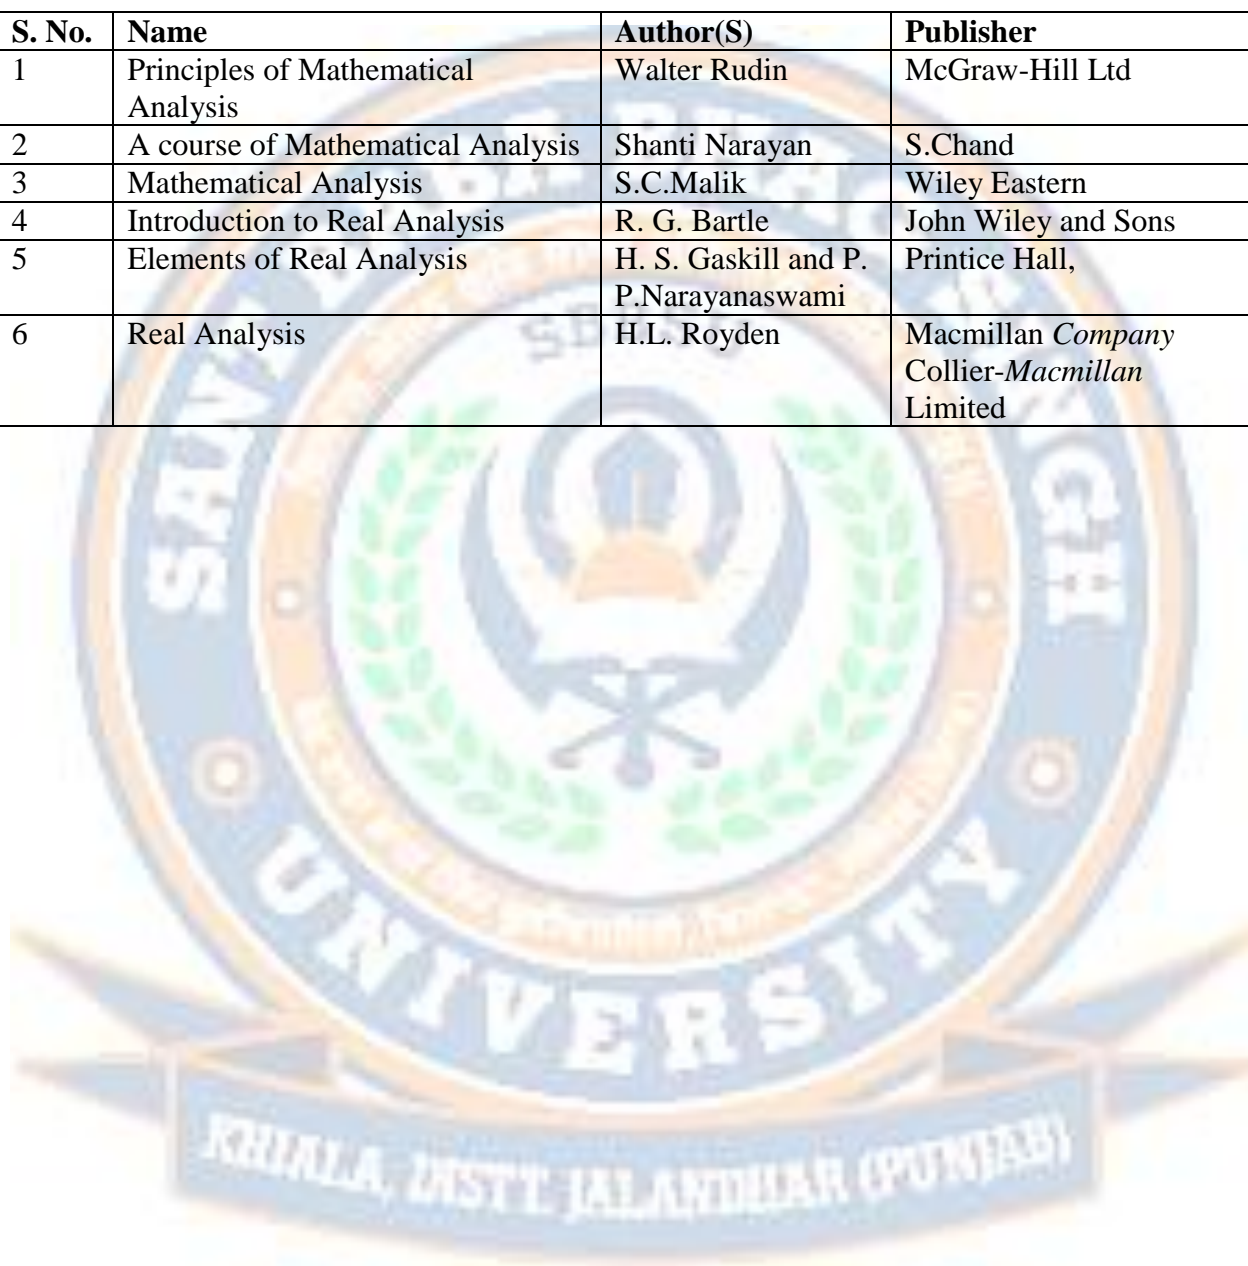 S. No. Name Author(S) Publisher
1 Principles of Mathematical Walter Rudin McGraw-Hill Ltd
Analysis
2 A course of Mathematical Analysis Shanti Narayan S.Chand
3 Mathematical Analysis S.C.Malik Wiley Eastern
4 Introduction to Real Analysis R. G. Bartle John Wiley and Sons
5 Elements of Real Analysis H. S. Gaskill and P. Printice Hall,
P.Narayanaswami
6 Real Analysis H.L. Royden Macmillan Company
Collier-Macmillan
Limited
UNIVERSITY
KHIALA, DISTT. JALANDHAR (PUNJAB)